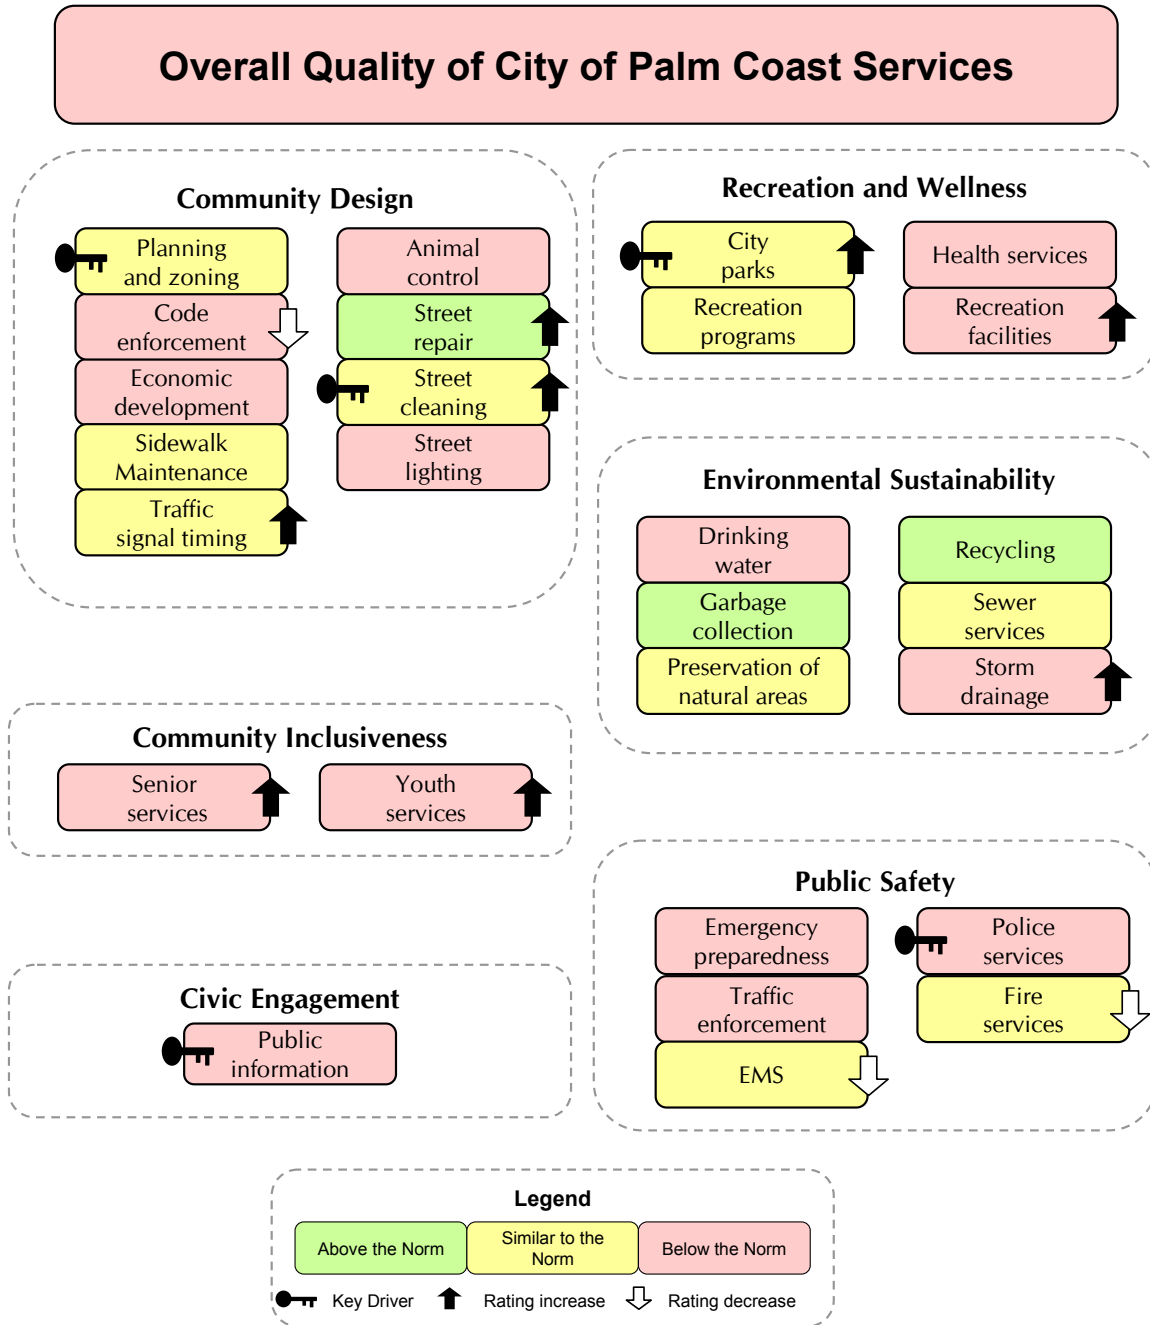 Overall Quality of City of Palm Coast Services
Community Design
Planning
and zoning
Code
enforcement
Economic
development
Sidewalk
Maintenance
Traffic
signal timing
Animal
control
Street
repair
Street
cleaning
Street
lighting
Recreation and Wellness
City
parks
Recreation
programs
Health services
Recreation
facilities
Environmental Sustainability
Drinking
water
Garbage
collection
Preservation of
natural areas
Recycling
Sewer
services
Storm
drainage
Community Inclusiveness
Senior
services
Youth
services
Public Safety
Emergency
preparedness
Traffic
enforcement
EMS
Police
services
Fire
services
Civic Engagement
Public
information
Legend
Above the Norm
Similar to the
Norm
Below the Norm
Key Driver
Rating increase
Rating decrease